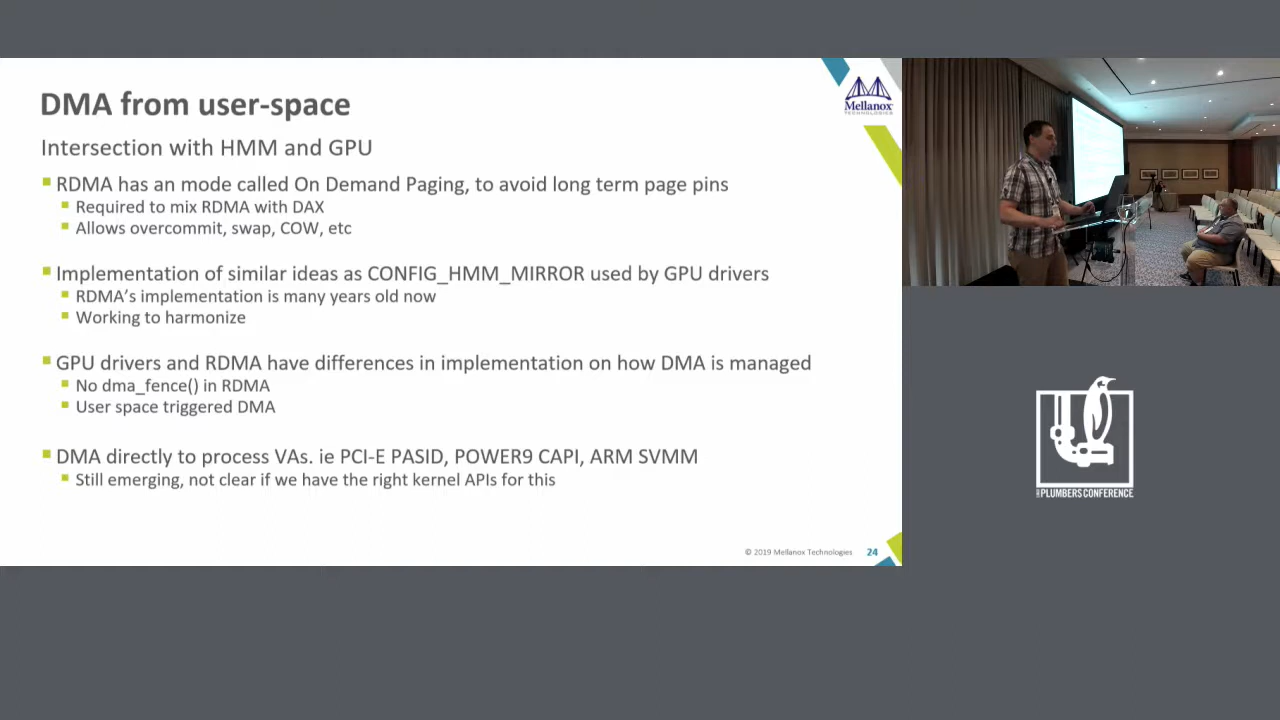 DMA from user-space
Mellanox
TECHNOLOGIES
Intersection with HMM and GPU
RDMA has an mode called On Demand Paging, to avoid long term page pins
Required to mix RDMA with DAX
Allows overcommit, swap, COW, etc
Implementation of similar ideas as CONFIG_HMM_MIRROR used by GPU drivers
RDMA's implementation is many years old now
Working to harmonize
GPU drivers and RDMA have differences in implementation on how DMA is managed
No dma_fence() in RDMA
User space triggered DMA
DMA directly to process VAs. ie PCI-E PASID, POWER9 CAPI, ARM SVMM
Still emerging, not clear if we have the right kernel APIs for this
© 2019 Mellanox Technologies 24
PLUMBERS CONFERENCE